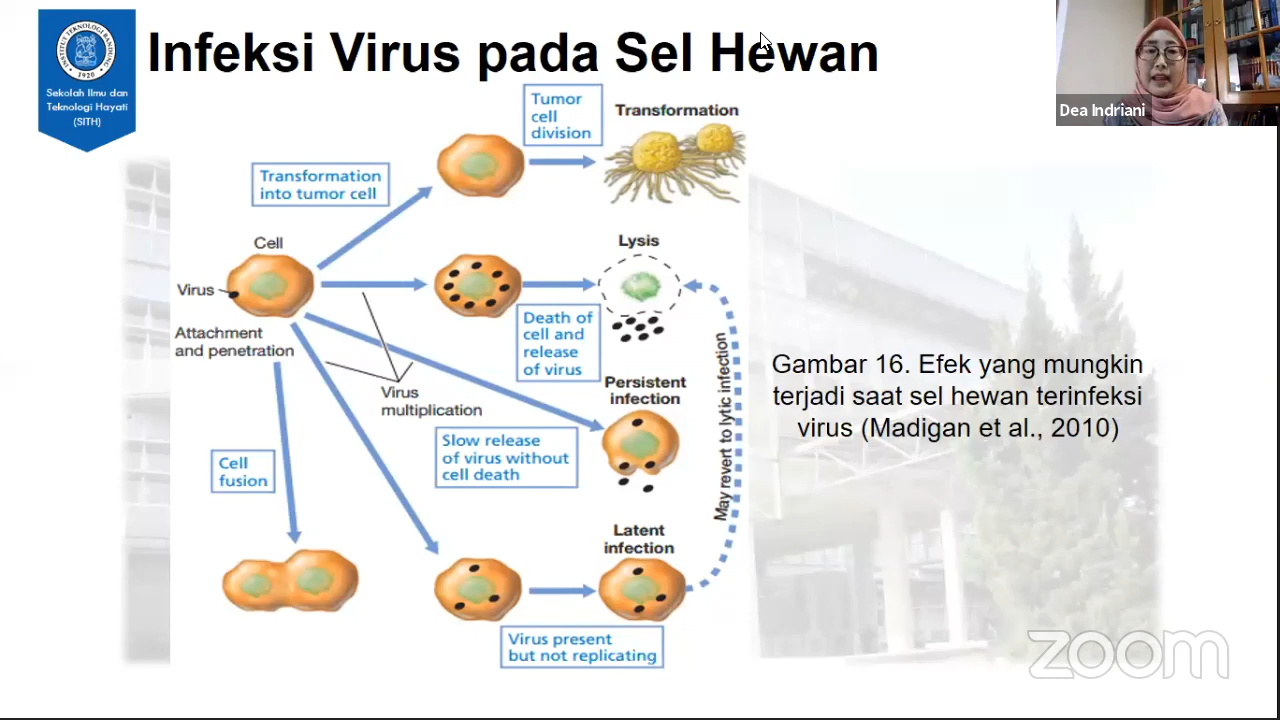 Infeksi Virus pada Sel Hewan
INSTITUT TEKNOLOGI BANDUNG
1920
Sekolah Ilmu dan
Teknologi Hayati
(SITH)
Dea Indriani
Tumor
cell
division
Transformation
Transformation
into tumor cell
Cell
Virus
Attachment
and penetration
Lysis
Death of
cell and
release
of virus
Virus
multiplication
Persistent
infection
Slow release
of virus without
cell death
Cell
fusion
May revert to lytic infection
Latent
infection
Virus present
but not replicating
Gambar 16. Efek yang mungkin
terjadi saat sel hewan terinfeksi
virus (Madigan et al., 2010)
zoom